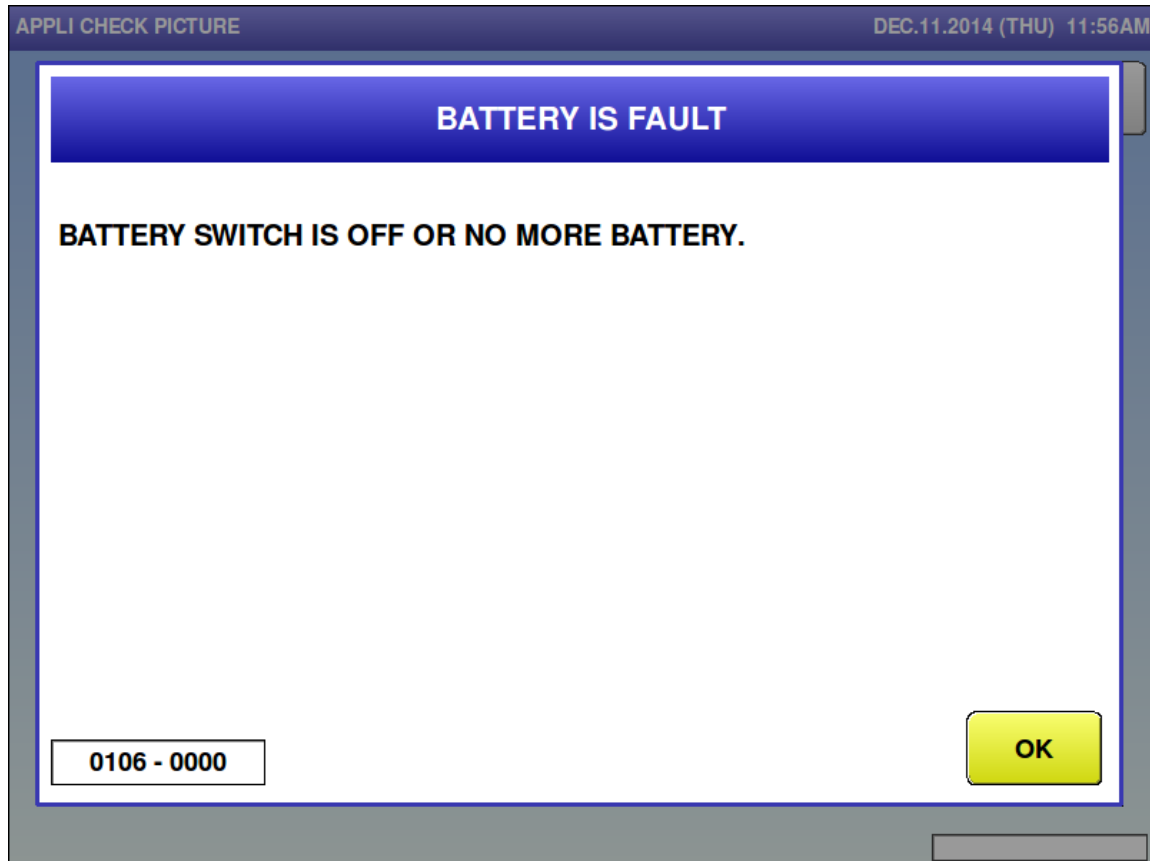 APPLI CHECK PICTURE DEC.11.2014 (THU) 11:56AM
BATTERY IS FAULT
BATTERY SWITCH IS OFF OR NO MORE BATTERY.
0106 - 0000
OK